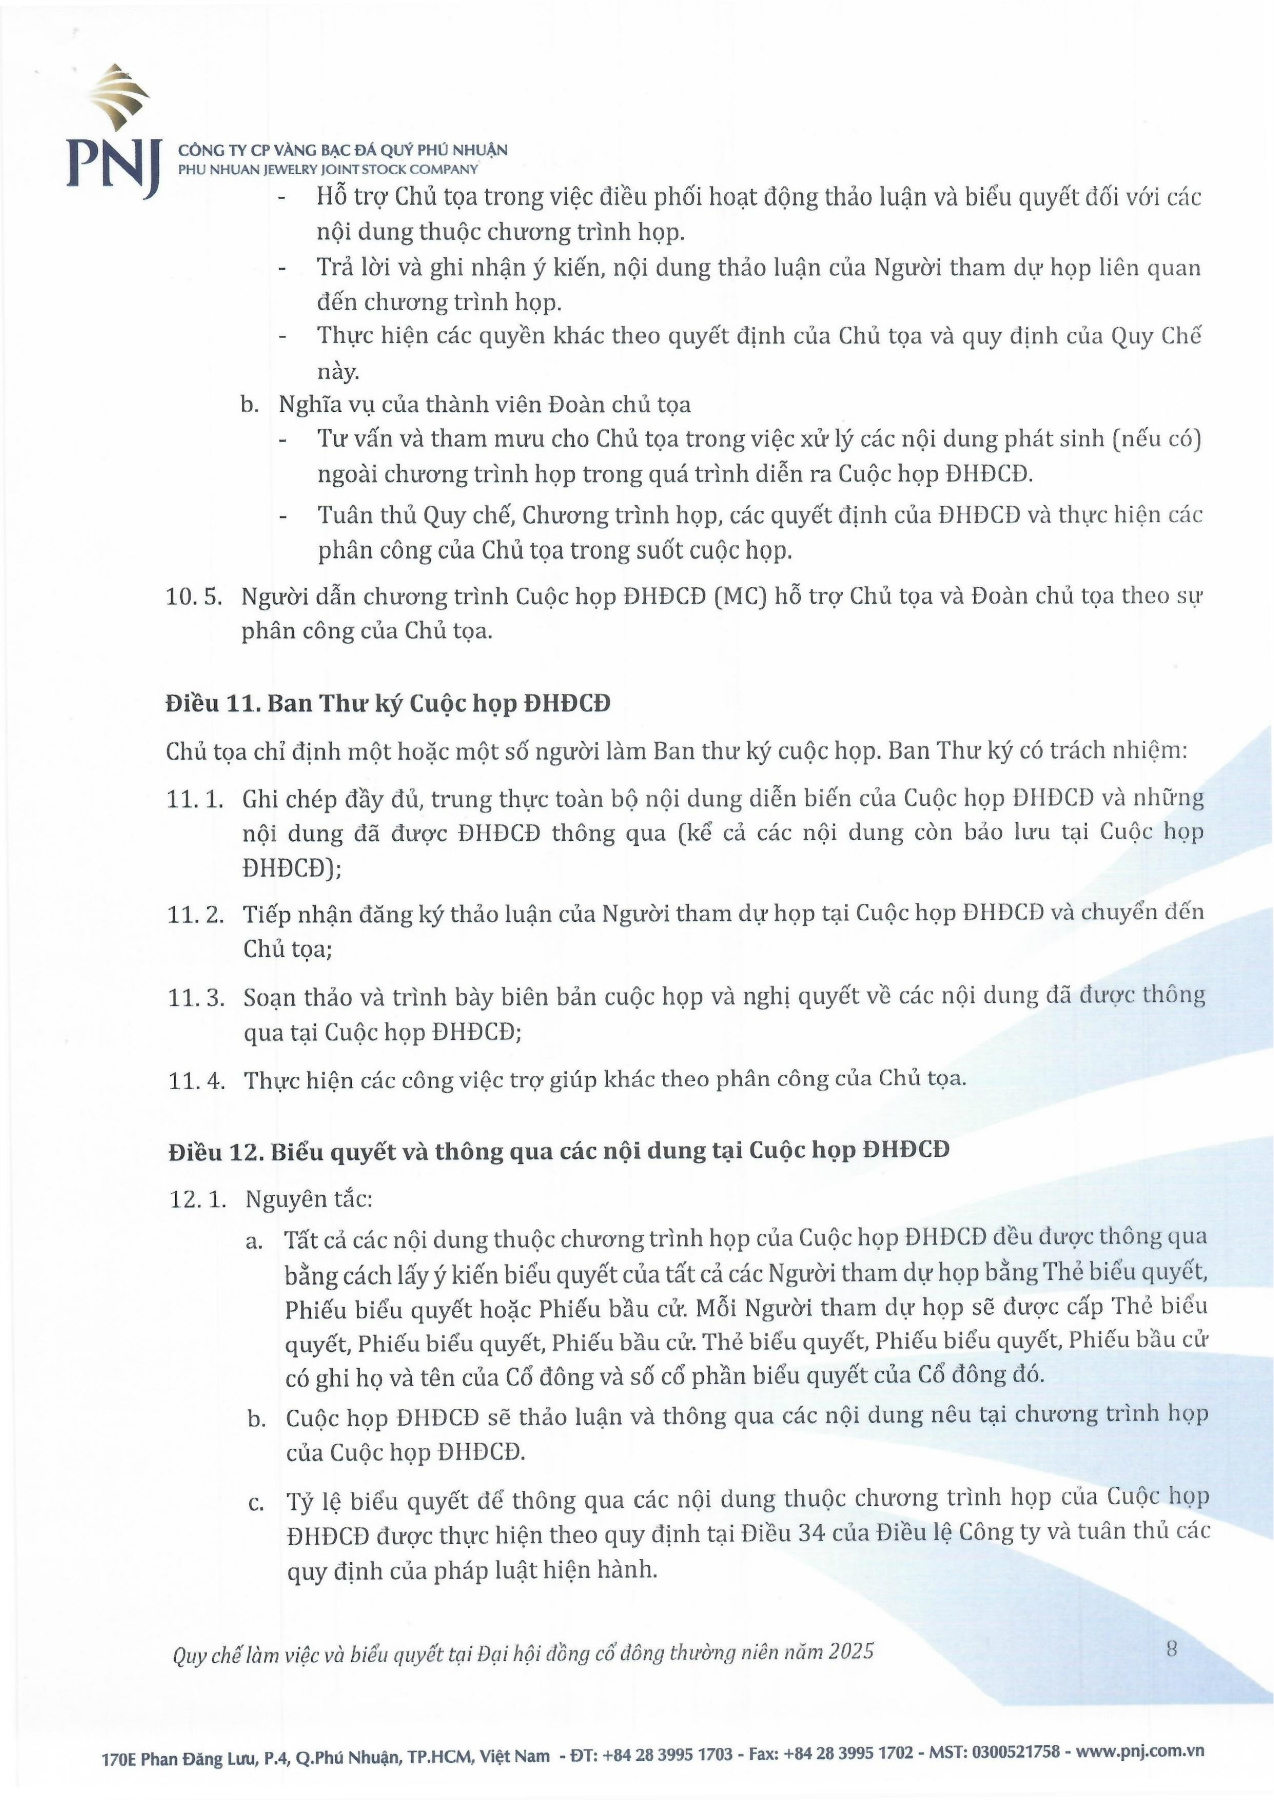 PNJ
CÔNG TY CP VÀNG BẠC ĐÁ QUÝ PHÚ NHUẬN
PHU NHUAN JEWELRY JOINT STOCK COMPANY
- Hỗ trợ Chủ tọa trong việc điều phối hoạt động thảo luận và biểu quyết đối với các
nội dung thuộc chương trình họp.
- Trả lời và ghi nhận ý kiến, nội dung thảo luận của Người tham dự họp liên quan
đến chương trình họp.
- Thực hiện các quyền khác theo quyết định của Chủ tọa và quy định của Quy Chế
này.
b. Nghĩa vụ của thành viên Đoàn chủ tọa
- Tư vấn và tham mưu cho Chủ tọa trong việc xử lý các nội dung phát sinh (nếu có)
ngoài chương trình họp trong quá trình diễn ra Cuộc họp ĐHĐCĐ.
- Tuân thủ Quy chế, Chương trình họp, các quyết định của ĐHĐCĐ và thực hiện các
phân công của Chủ tọa trong suốt cuộc họp.
10. 5. Người dẫn chương trình Cuộc họp ĐHĐCĐ (MC) hỗ trợ Chủ tọa và Đoàn chủ tọa theo sự
phân công của Chủ tọa.
Điều 11. Ban Thư ký Cuộc họp ĐHĐCĐ
Chủ tọa chỉ định một hoặc một số người làm Ban thư ký cuộc họp. Ban Thư ký có trách nhiệm:
11. 1. Ghi chép đầy đủ, trung thực toàn bộ nội dung diễn biến của Cuộc họp ĐHĐCĐ và những
nội dung đã được ĐHĐCĐ thông qua (kể cả các nội dung còn bảo lưu tại Cuộc họp
ĐHĐCĐ);
11. 2. Tiếp nhận đăng ký thảo luận của Người tham dự họp tại Cuộc họp ĐHĐCĐ và chuyển đến
Chủ tọa;
11. 3. Soạn thảo và trình bày biên bản cuộc họp và nghị quyết về các nội dung đã được thông
qua tại Cuộc họp ĐHĐCĐ;
11. 4. Thực hiện các công việc trợ giúp khác theo phân công của Chủ tọa.
Điều 12. Biểu quyết và thông qua các nội dung tại Cuộc họp ĐHĐCĐ
12. 1. Nguyên tắc:
a. Tất cả các nội dung thuộc chương trình họp của Cuộc họp ĐHĐCĐ đều được thông qua
bằng cách lấy ý kiến biểu quyết của tất cả các Người tham dự họp bằng Thẻ biểu quyết,
Phiếu biểu quyết hoặc Phiếu bầu cử. Mỗi Người tham dự họp sẽ được cấp Thẻ biểu
quyết, Phiếu biểu quyết, Phiếu bầu cử. Thẻ biểu quyết, Phiếu biểu quyết, Phiếu bầu cử
có ghi họ và tên của Cổ đông và số cổ phần biểu quyết của Cổ đông đó.
b. Cuộc họp ĐHĐCĐ sẽ thảo luận và thông qua các nội dung nêu tại chương trình họp
của Cuộc họp ĐHĐCĐ.
c. Tỷ lệ biểu quyết để thông qua các nội dung thuộc chương trình họp của Cuộc họp
ĐHĐCĐ được thực hiện theo quy định tại Điều 34 của Điều lệ Công ty và tuân thủ các
quy định của pháp luật hiện hành.
Quy chế làm việc và biểu quyết tại Đại hội đồng cổ đông thường niên năm 2025 8
170E Phan Đăng Lưu, P.4, Q.Phú Nhuận, TP.HCM, Việt Nam - ĐT: +84 28 3995 1703 - Fax: +84 28 3995 1702 - MST: 0300521758 - www.pnj.com.vn